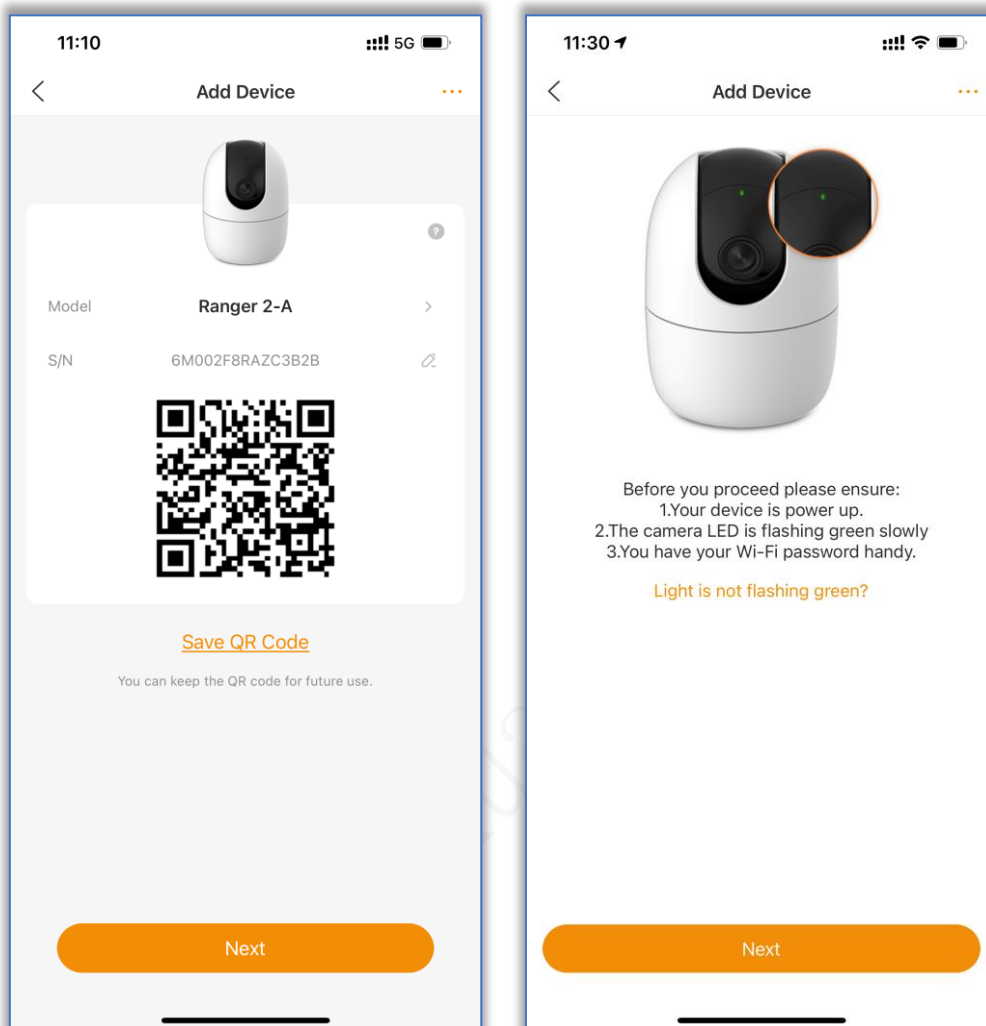 11:10
5G
Add Device
Model
Ranger 2-A
S/N
6M002F8RAZC3B2B
Save QR Code
You can keep the QR code for future use.
Next
11:30
Add Device
Before you proceed please ensure:
1.Your device is power up.
2.The camera LED is flashing green slowly
3.You have your Wi-Fi password handy.
Light is not flashing green?
Next